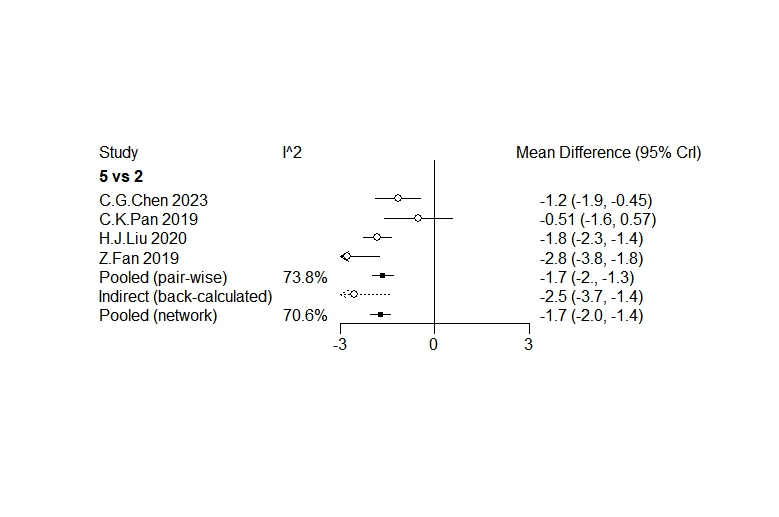 Study I^2 Mean Difference (95% CrI)
5 vs 2
C.G.Chen 2023 -1.2 (-1.9, -0.45)
C.K.Pan 2019 -0.51 (-1.6, 0.57)
H.J.Liu 2020 -1.8 (-2.3, -1.4)
Z.Fan 2019 -2.8 (-3.8, -1.8)
Pooled (pair-wise) 73.8% -1.7 (-2., -1.3)
Indirect (back-calculated) -2.5 (-3.7, -1.4)
Pooled (network) 70.6% -1.7 (-2.0, -1.4)
-3 0 3